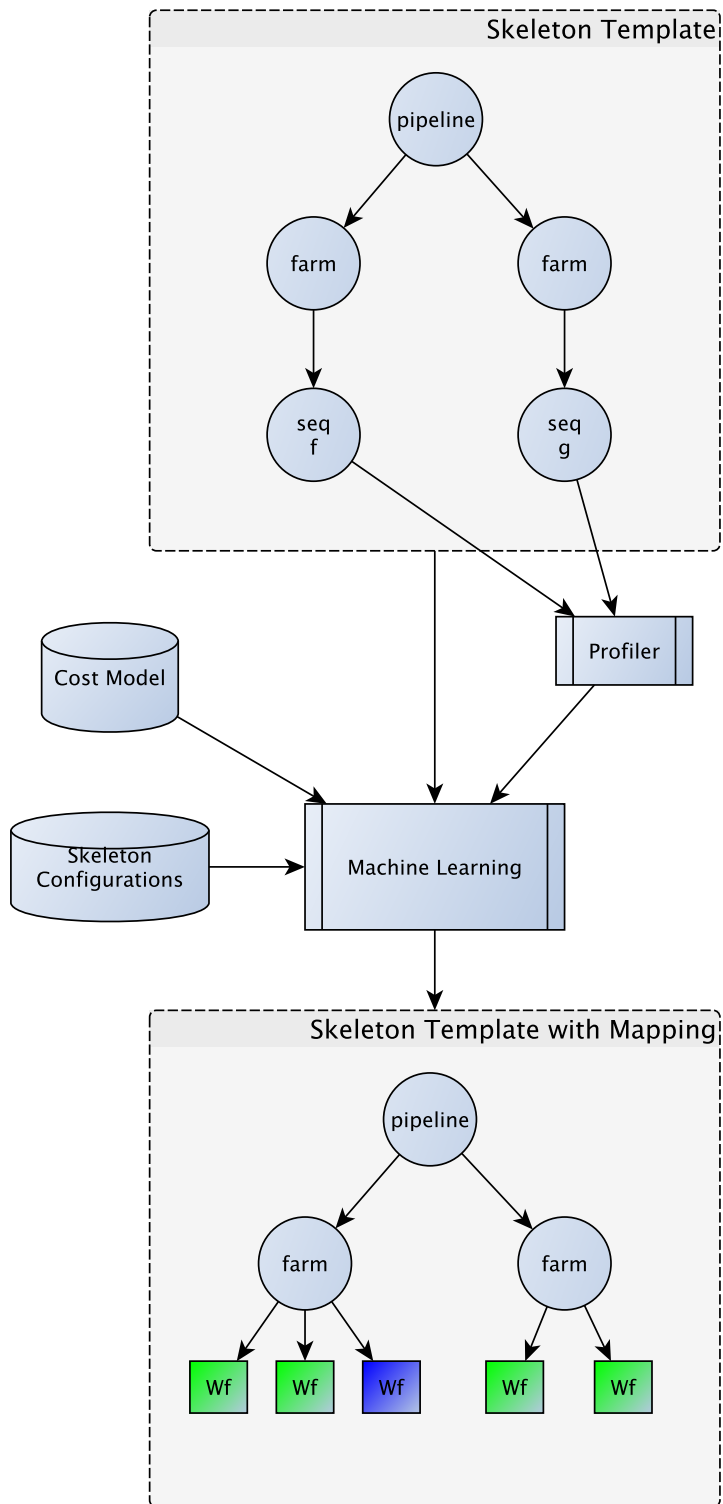 Skeleton Template
pipeline
farm
farm
seq
f
seq
g
Profiler
Cost Model
Skeleton
Configurations
Machine Learning
Skeleton Template with Mapping
pipeline
farm
farm
Wf
Wf
Wf
Wf
Wf